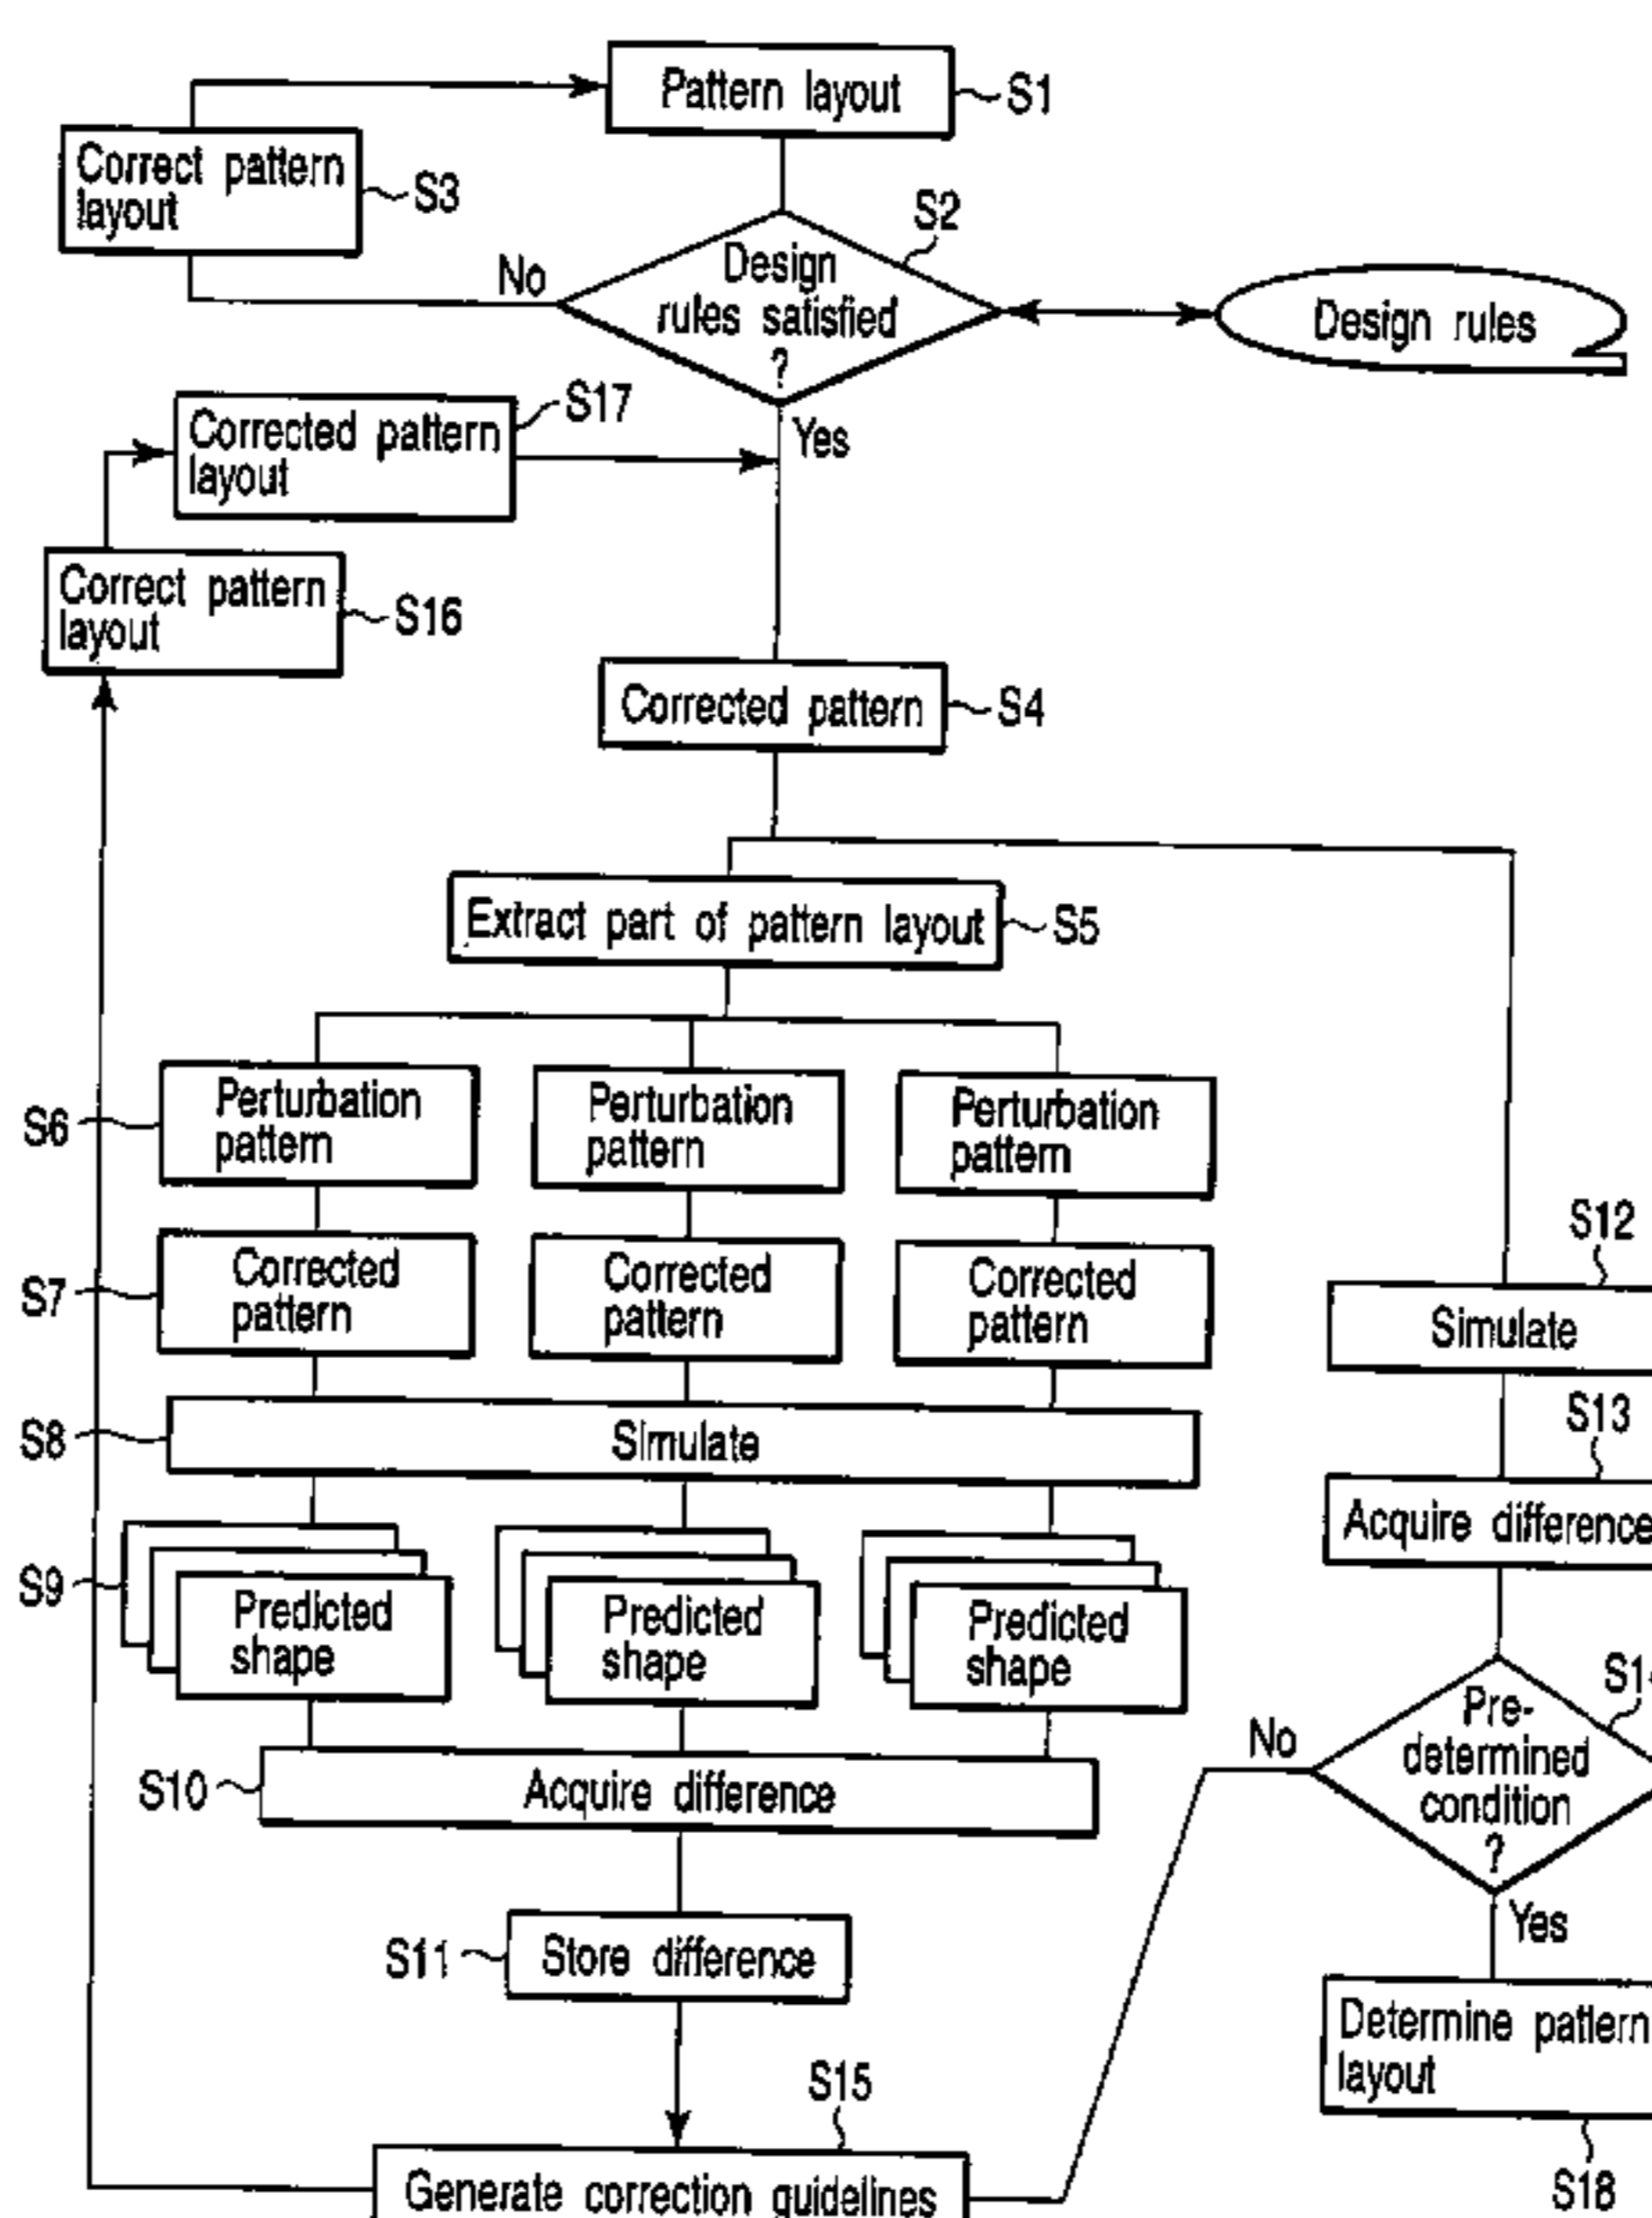 Pattern layout
S1
Correct pattern
layout
S3
S2
Design
rules satisfied
?
No
Yes
Design rules
Corrected pattern
layout
S17
Correct pattern
layout
S16
Corrected pattern
S4
Extract part of pattern layout
S5
S6
Perturbation
pattern
Perturbation
pattern
Perturbation
pattern
S7
Corrected
pattern
Corrected
pattern
Corrected
pattern
S8
Simulate
S9
Predicted
shape
Predicted
shape
Predicted
shape
S10
Acquire difference
S11
Store difference
S15
Generate correction guidelines
S12
Simulate
S13
Acquire difference
Pre-
determined
condition
?
No
Yes
Determine pattern
layout
S18